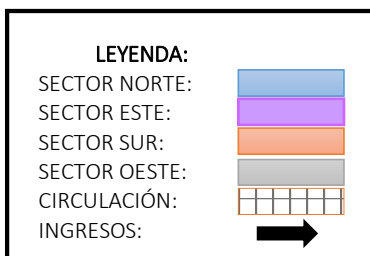 LEYENDA:
SECTOR NORTE:
SECTOR ESTE:
SECTOR SUR:
SECTOR OESTE:
CIRCULACIÓN:
INGRESOS: